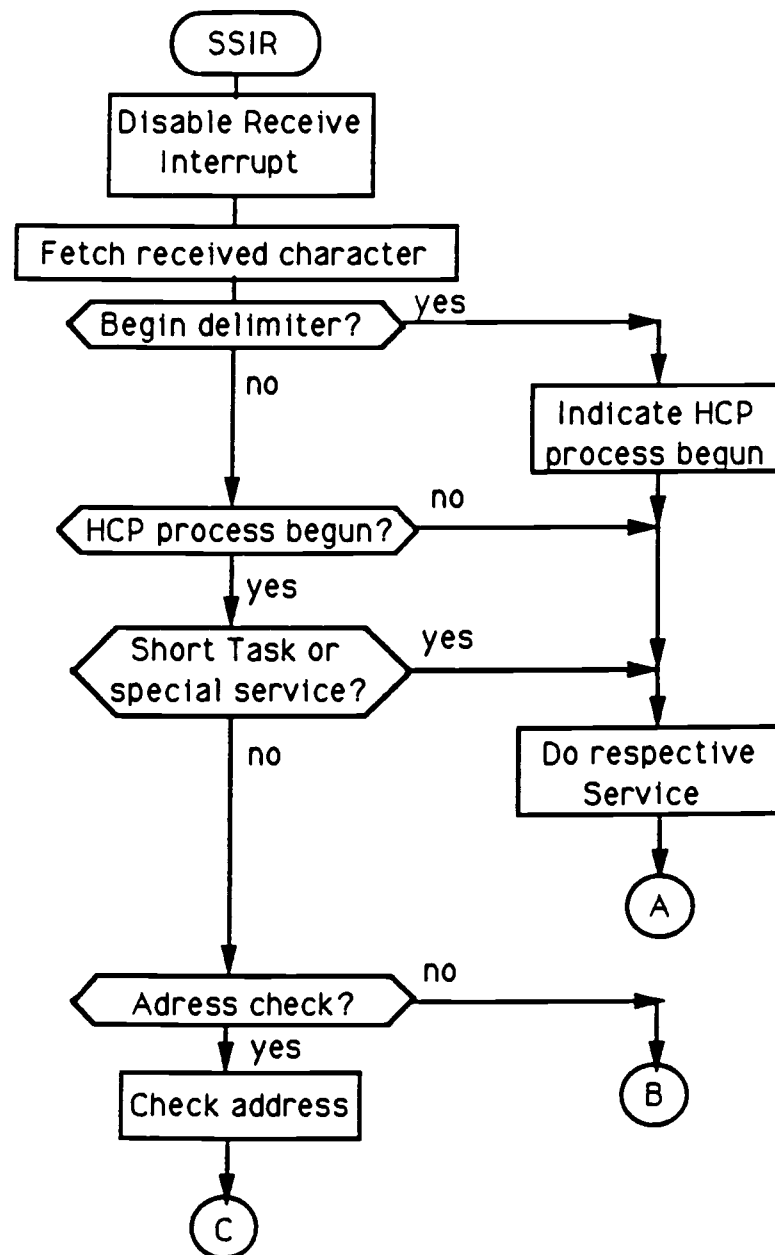 SSIR
Disable Receive
Interrupt
Fetch received character
Begin delimiter?
yes
no
Indicate HCP
process begun
HCP process begun?
no
yes
Short Task or
special service?
yes
no
Do respective
Service
A
Adress check?
no
yes
B
Check address
C